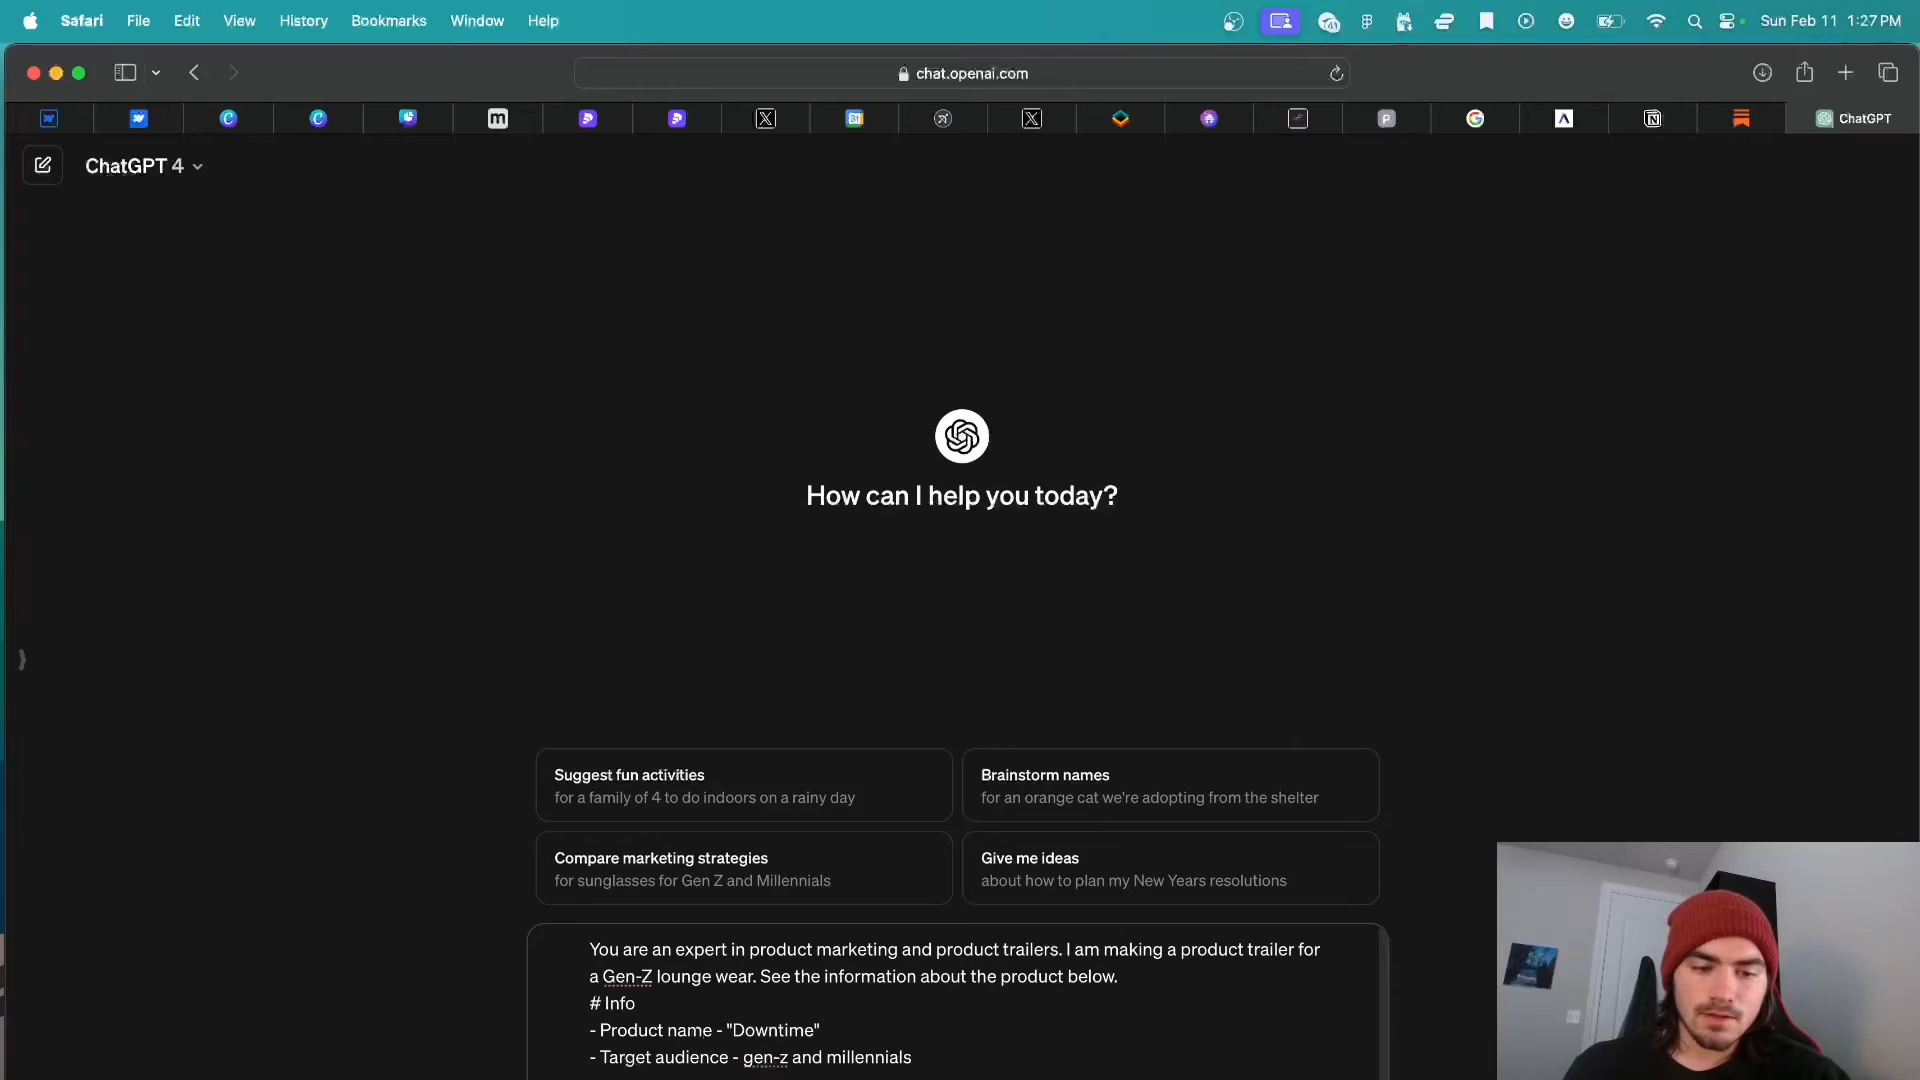 Safari File Edit View History Bookmarks Window Help Sun Feb 11 1:27 PM
chat.openai.com
m 31 P G N ChatGPT
ChatGPT 4
How can I help you today?
Suggest fun activities
for a family of 4 to do indoors on a rainy day
Brainstorm names
for an orange cat we're adopting from the shelter
Compare marketing strategies
for sunglasses for Gen Z and Millennials
Give me ideas
about how to plan my New Years resolutions
You are an expert in product marketing and product trailers. I am making a product trailer for
a Gen-Z lounge wear. See the information about the product below.
# Info
- Product name - "Downtime"
- Target audience - gen-z and millennials